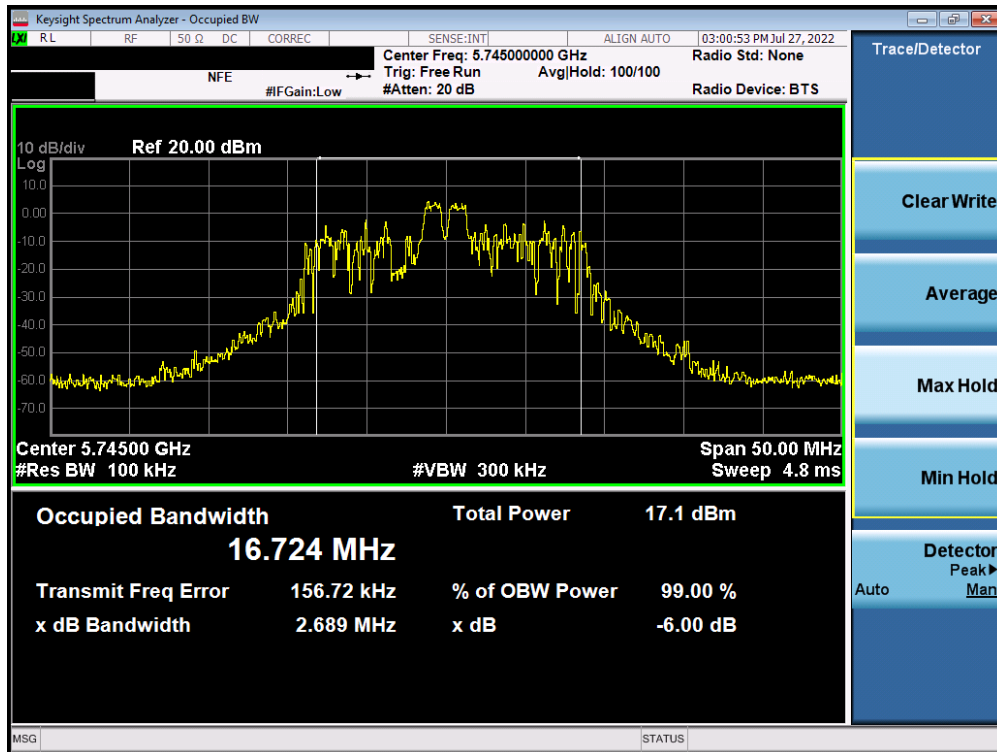 Keysight Spectrum Analyzer - Occupied BW
LXI RL RF 50 Ω DC CORREC SENSE:INT ALIGN AUTO 03:00:53 PM Jul 27, 2022
Center Freq: 5.745000000 GHz Radio Std: None
NFE Trig: Free Run Avg|Hold: 100/100
#IFGain:Low #Atten: 20 dB Radio Device: BTS
10 dB/div Ref 20.00 dBm
Log
10.0
0.00
-10.0
-20.0
-30.0
-40.0
-50.0
-60.0
-70.0
Center 5.74500 GHz Span 50.00 MHz
#Res BW 100 kHz #VBW 300 kHz Sweep 4.8 ms
Occupied Bandwidth Total Power 17.1 dBm
16.724 MHz
Transmit Freq Error 156.72 kHz % of OBW Power 99.00 %
x dB Bandwidth 2.689 MHz x dB -6.00 dB
MSG STATUS
Trace/Detector
Clear Write
Average
Max Hold
Min Hold
Detector
Peak▶
Auto Man